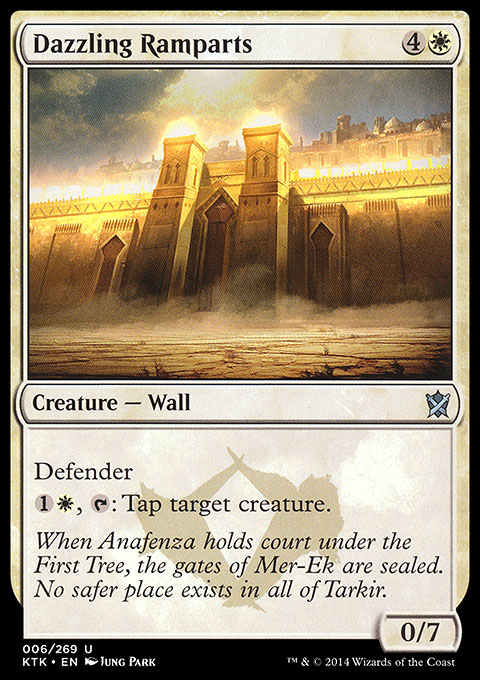 Dazzling Ramparts 4
Creature — Wall
Defender
1, : Tap target creature.
When Anafenza holds court under the
First Tree, the gates of Mer-Ek are sealed.
No safer place exists in all of Tarkir.
0/7
006/269 U
KTK • EN Jung Park
™ & © 2014 Wizards of the Coast